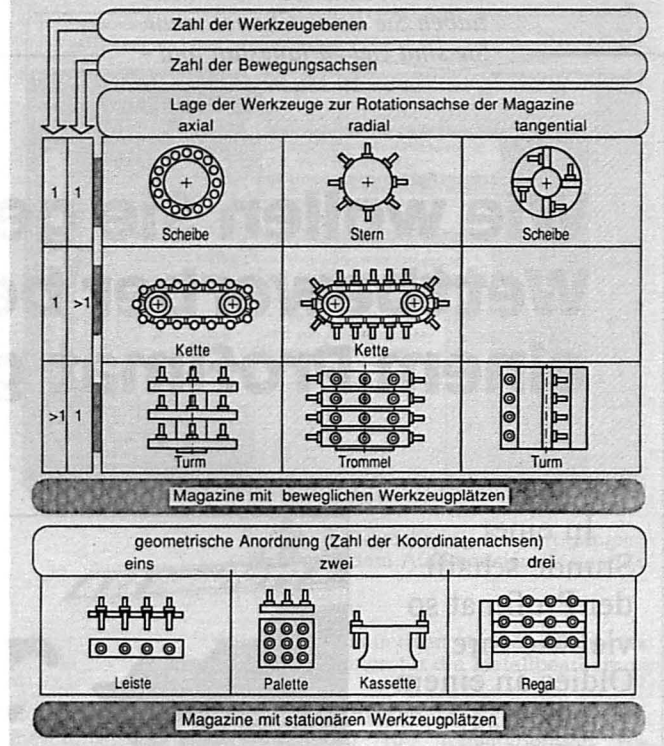 Zahl der Werkzeugebenen
Zahl der Bewegungsachsen
Lage der Werkzeuge zur Rotationsachse der Magazine
axial radial tangential
1 1
Scheibe Stern Scheibe
1 >1
Kette Kette
>1 1
Turm Trommel Turm
Magazine mit beweglichen Werkzeugplätzen
geometrische Anordnung (Zahl der Koordinatenachsen)
eins zwei drei
Leiste Palette Kassette Regal
Magazine mit stationären Werkzeugplätzen